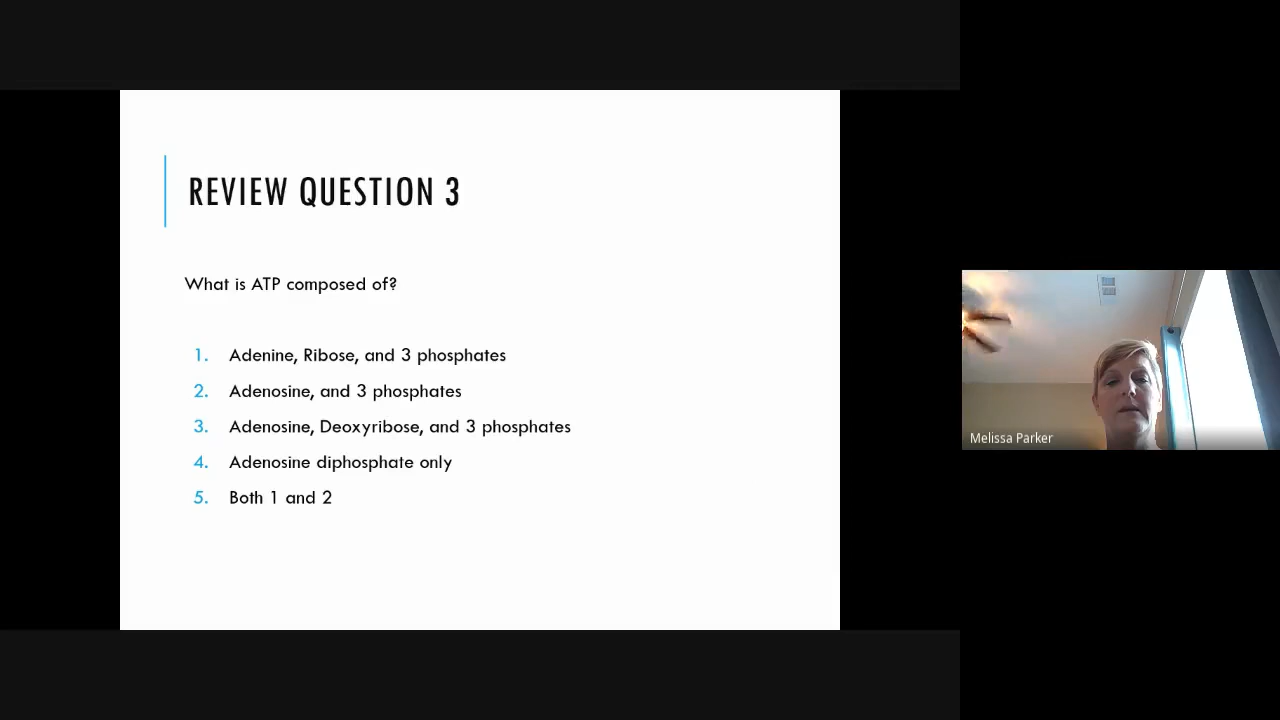 REVIEW QUESTION 3
What is ATP composed of?
1. Adenine, Ribose, and 3 phosphates
2. Adenosine, and 3 phosphates
3. Adenosine, Deoxyribose, and 3 phosphates
4. Adenosine diphosphate only
5. Both 1 and 2
Melissa Parker